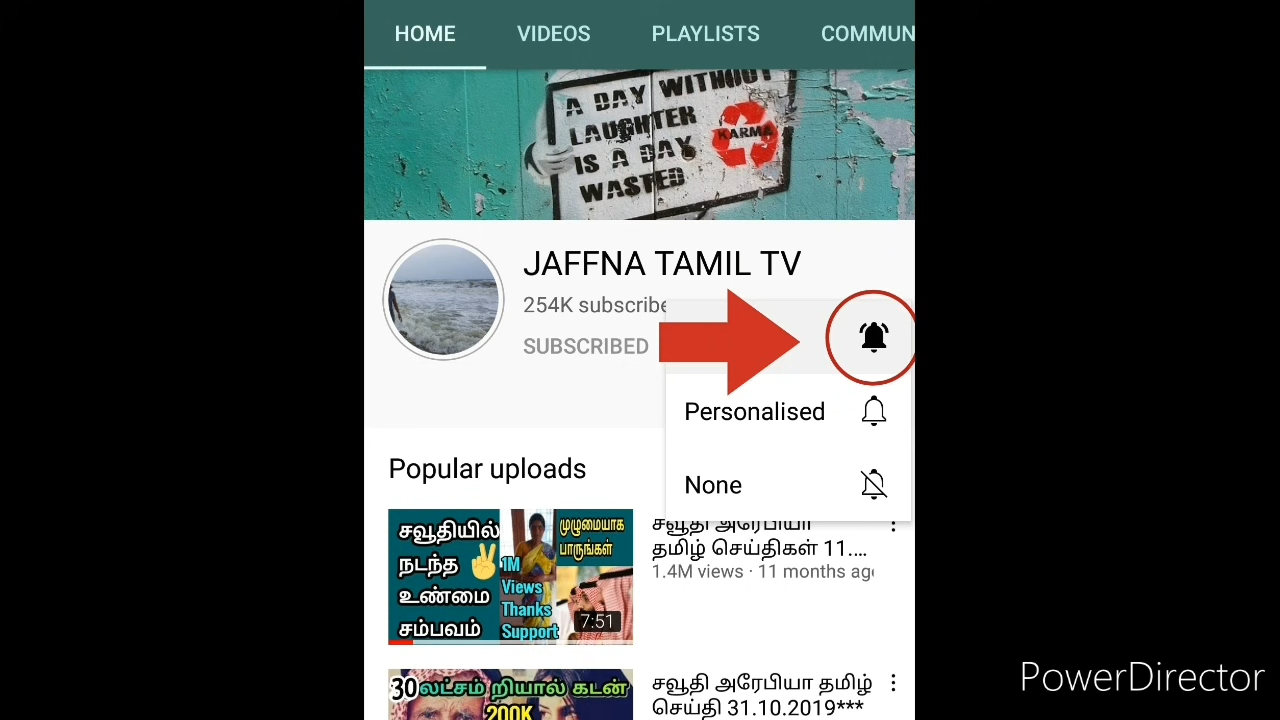 HOME VIDEOS PLAYLISTS COMMUN
A DAY WITHOUT
LAUGHTER
IS A DAY
WASTED
KARMA
JAFFNA TAMIL TV
254K subscribe
SUBSCRIBED
Personalised
None
Popular uploads
சவூதியில்
நடந்த
உண்மை
சம்பவம்
முழுமையாக
பாருங்கள்
1M
Views
Thanks
Support
7:51
சவூதி அரேபியா
தமிழ் செய்திகள் 11....
1.4M views · 11 months ago
30 லட்சம் றியால் கடன்
200K
சவூதி அரேபியா தமிழ்
செய்தி 31.10.2019***
PowerDirector